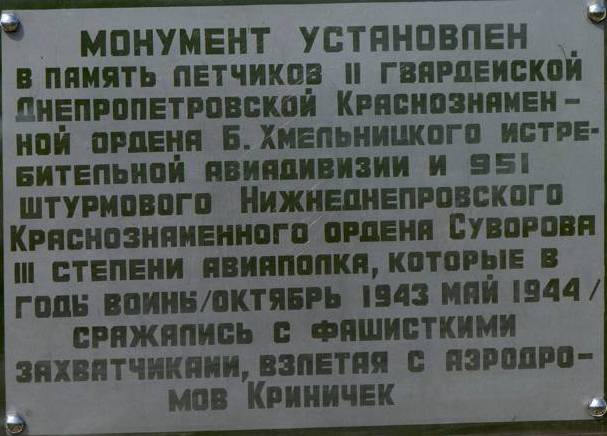 МОНУМЕНТ УСТАНОВЛЕН
В ПАМЯТЬ ЛЕТЧИКОВ II ГВАРДЕЙСКОЙ
ДНЕПРОПЕТРОВСКОЙ КРАСНОЗНАМЕН-
НОЙ ОРДЕНА Б. ХМЕЛЬНИЦКОГО ИСТРЕ-
БИТЕЛЬНОЙ АВИАДИВИЗИИ И 951
ШТУРМОВОГО НИЖНЕДНЕПРОВСКОГО
КРАСНОЗНАМЕННОГО ОРДЕНА СУВОРОВА
III СТЕПЕНИ АВИАПОЛКА, КОТОРЫЕ В
ГОДЫ ВОЙНЫ/ОКТЯБРЬ 1943 МАЙ 1944/
СРАЖАЛИСЬ С ФАШИСТКИМИ
ЗАХВАТЧИКАМИ, ВЗЛЕТАЯ С АЭРОДРО-
МОВ КРИНИЧЕК